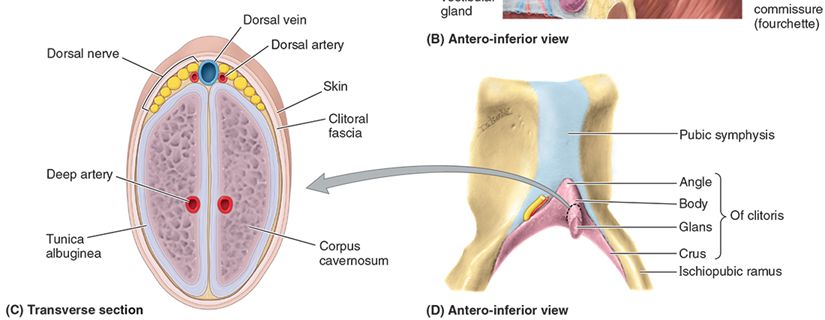 vestibular
gland
commissure
(fourchette)
(B) Antero-inferior view
Dorsal vein
Dorsal artery
Dorsal nerve
Skin
Clitoral
fascia
Deep artery
Tunica
albuginea
Corpus
cavernosum
(C) Transverse section
Pubic symphysis
Angle
Body
Glans
Of clitoris
Crus
Ischiopubic ramus
(D) Antero-inferior view